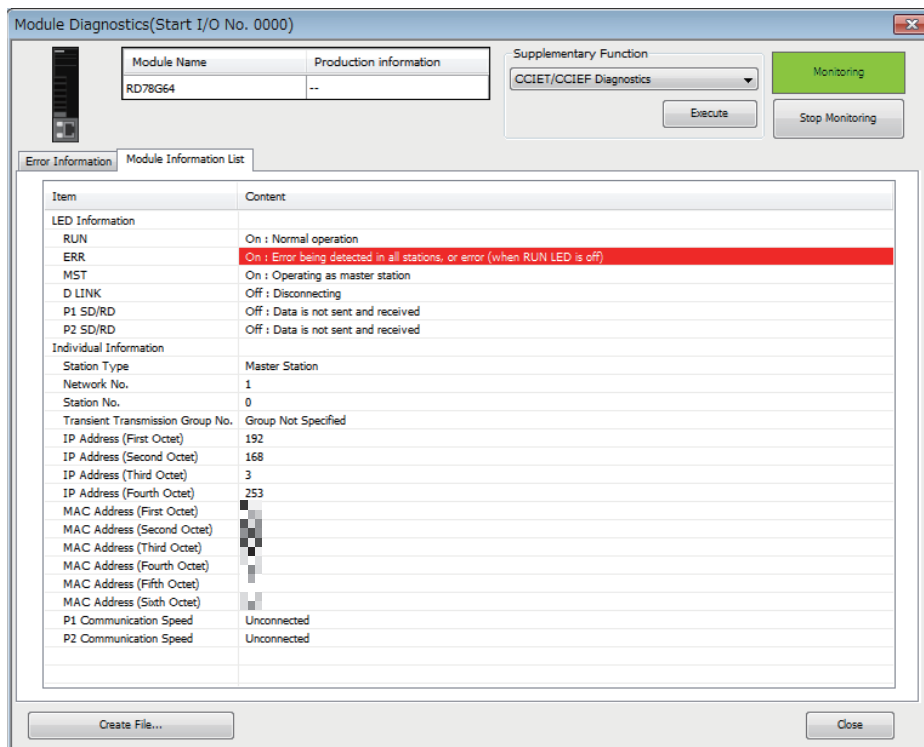 Module Diagnostics(Start I/O No. 0000)
Module Name Production information
RD78G64 --
Supplementary Function
CCIET/CCIEF Diagnostics
Execute
Monitoring
Stop Monitoring
Error Information Module Information List
Item Content
LED Information
RUN On : Normal operation
ERR On : Error being detected in all stations, or error (when RUN LED is off)
MST On : Operating as master station
D LINK Off : Disconnecting
P1 SD/RD Off : Data is not sent and received
P2 SD/RD Off : Data is not sent and received
Individual Information
Station Type Master Station
Network No. 1
Station No. 0
Transient Transmission Group No. Group Not Specified
IP Address (First Octet) 192
IP Address (Second Octet) 168
IP Address (Third Octet) 3
IP Address (Fourth Octet) 253
MAC Address (First Octet)
MAC Address (Second Octet)
MAC Address (Third Octet)
MAC Address (Fourth Octet)
MAC Address (Fifth Octet)
MAC Address (Sixth Octet)
P1 Communication Speed Unconnected
P2 Communication Speed Unconnected
Create File...
Close